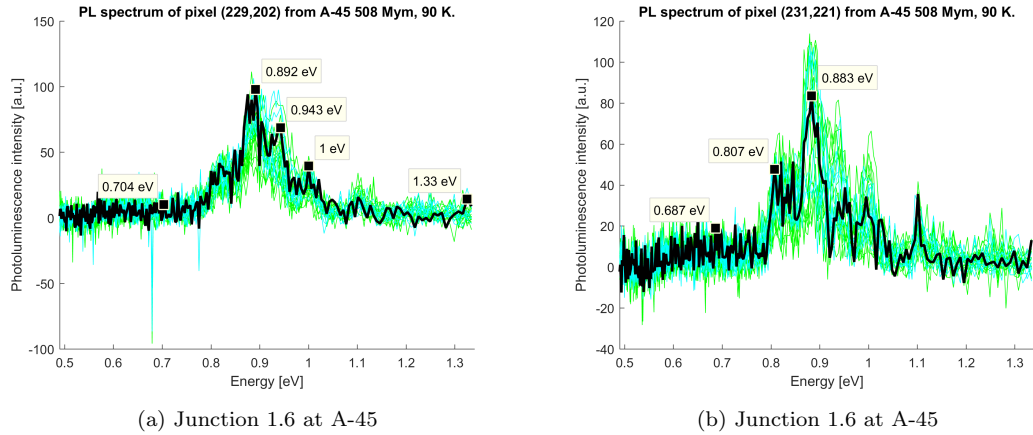 PL spectrum of pixel (229,202) from A-45 508 Mym, 90 K.
150
100
50
0
-50
-100
Photoluminescence intensity [a.u.]
0.892 eV
0.943 eV
1 eV
0.704 eV
1.33 eV
0.5 0.6 0.7 0.8 0.9 1 1.1 1.2 1.3
Energy [eV]
(a) Junction 1.6 at A-45
PL spectrum of pixel (231,221) from A-45 508 Mym, 90 K.
120
100
80
60
40
20
0
-20
-40
Photoluminescence intensity [a.u.]
0.883 eV
0.807 eV
0.687 eV
0.5 0.6 0.7 0.8 0.9 1 1.1 1.2 1.3
Energy [eV]
(b) Junction 1.6 at A-45